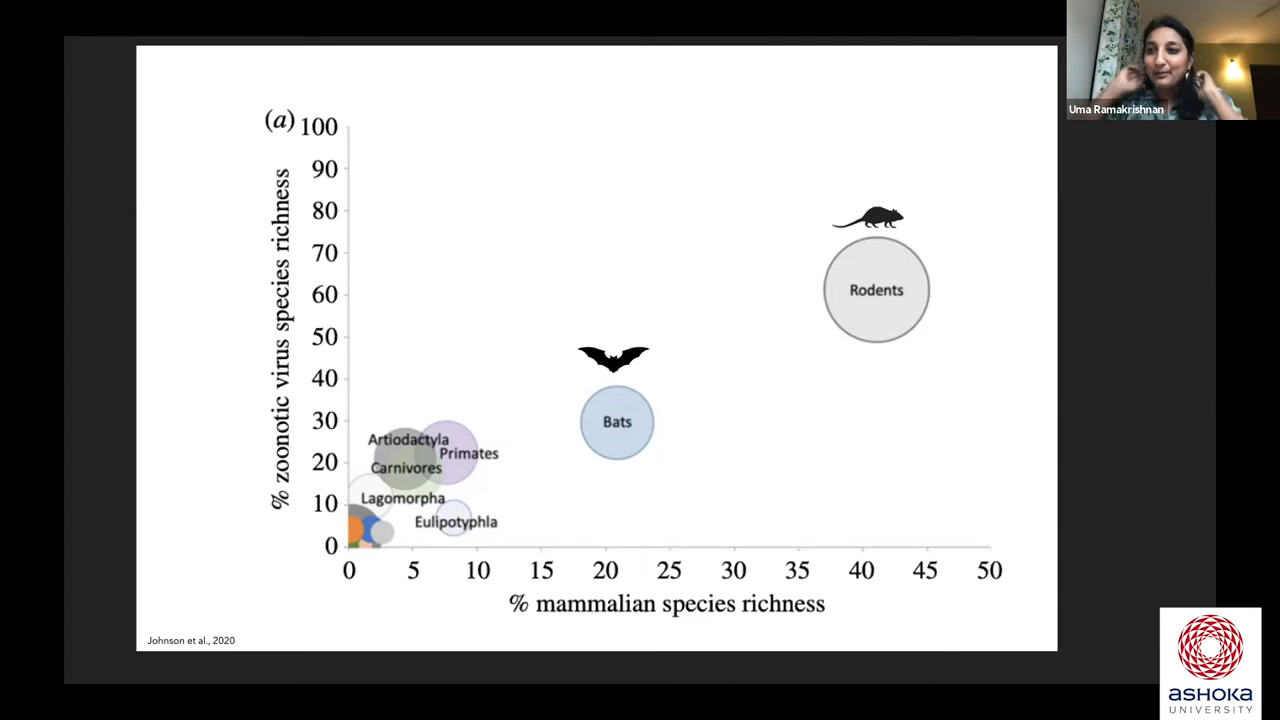 Uma Ramakrishnan
(a)
% zoonotic virus species richness
100
90
80
70
60
50
40
30
20
10
0
Rodents
Bats
Artiodactyla
Primates
Carnivores
Lagomorpha
Eulipotyphla
0 5 10 15 20 25 30 35 40 45 50
% mammalian species richness
Johnson et al., 2020
ASHOKA
UNIVERSITY